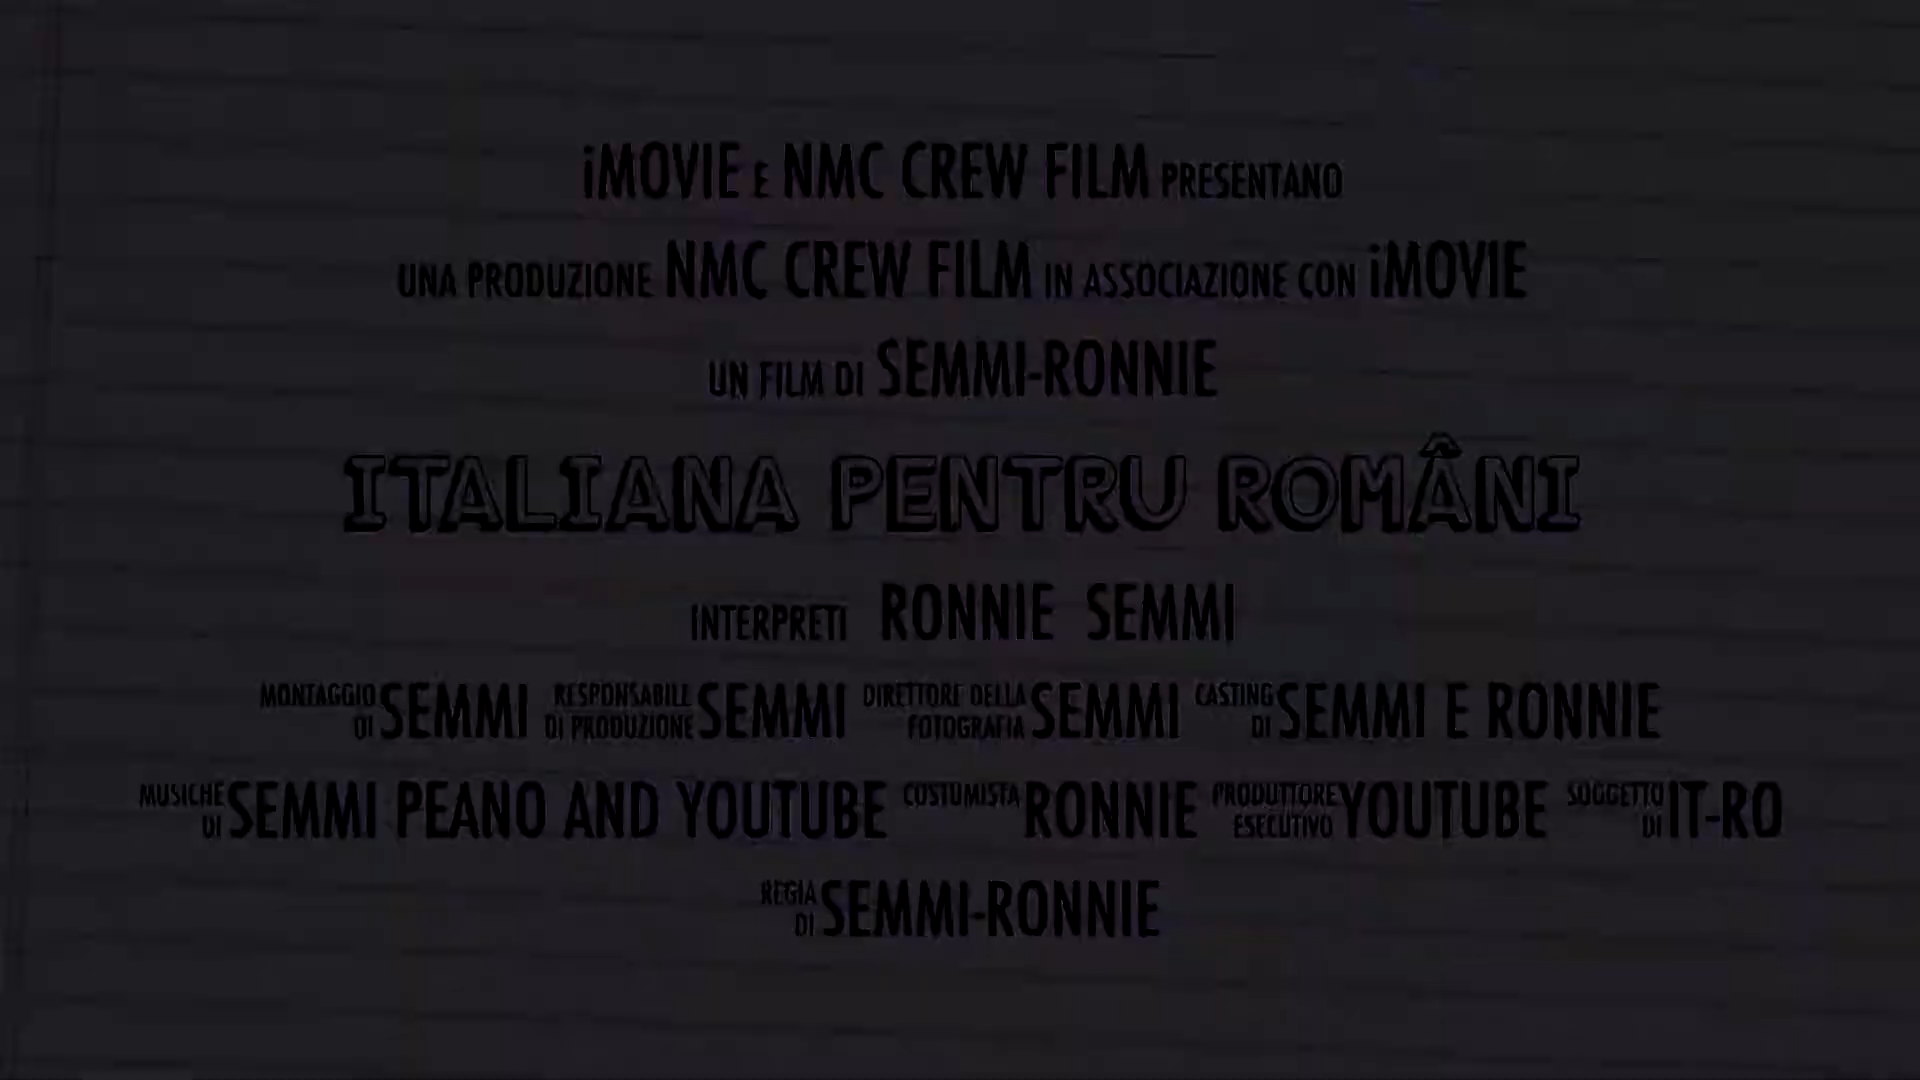 iMOVIE E NMC CREW FILM PRESENTANO
UNA PRODUZIONE NMC CREW FILM IN ASSOCIAZIONE CON iMOVIE
UN FILM DI SEMMI-RONNIE
ITALIANA PENTRU ROMÂNI
INTERPRETI RONNIE SEMMI
MONTAGGIO DI SEMMI RESPONSABILE DI PRODUZIONE SEMMI DIRETTORE DELLA FOTOGRAFIA SEMMI CASTING DI SEMMI E RONNIE
MUSICHE DI SEMMI PEANO AND YOUTUBE COSTUMISTA RONNIE PRODUTTORE ESECUTIVO YOUTUBE SOGGETTO DI IT-RO
REGIA DI SEMMI-RONNIE